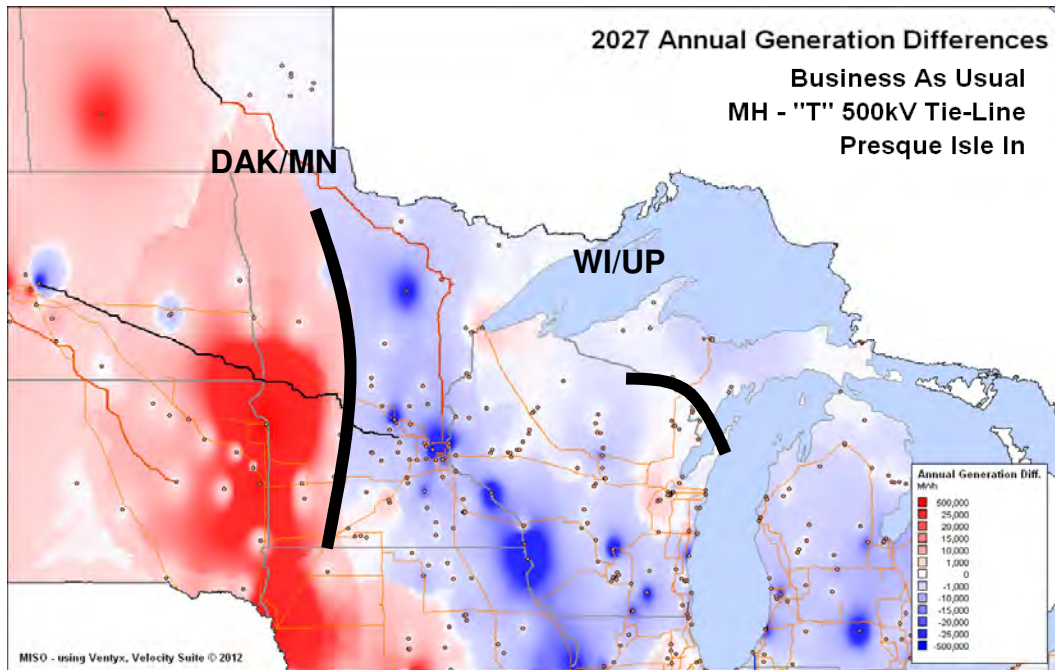 2027 Annual Generation Differences
Business As Usual
MH - "T" 500kV Tie-Line
Presque Isle In
DAK/MN
WI/UP
Annual Generation Diff.
MWh
500,000
25,000
20,000
15,000
10,000
1,000
0
-1,000
-10,000
-15,000
-20,000
-25,000
-500,000
MISO - using Ventyx, Velocity Suite © 2012